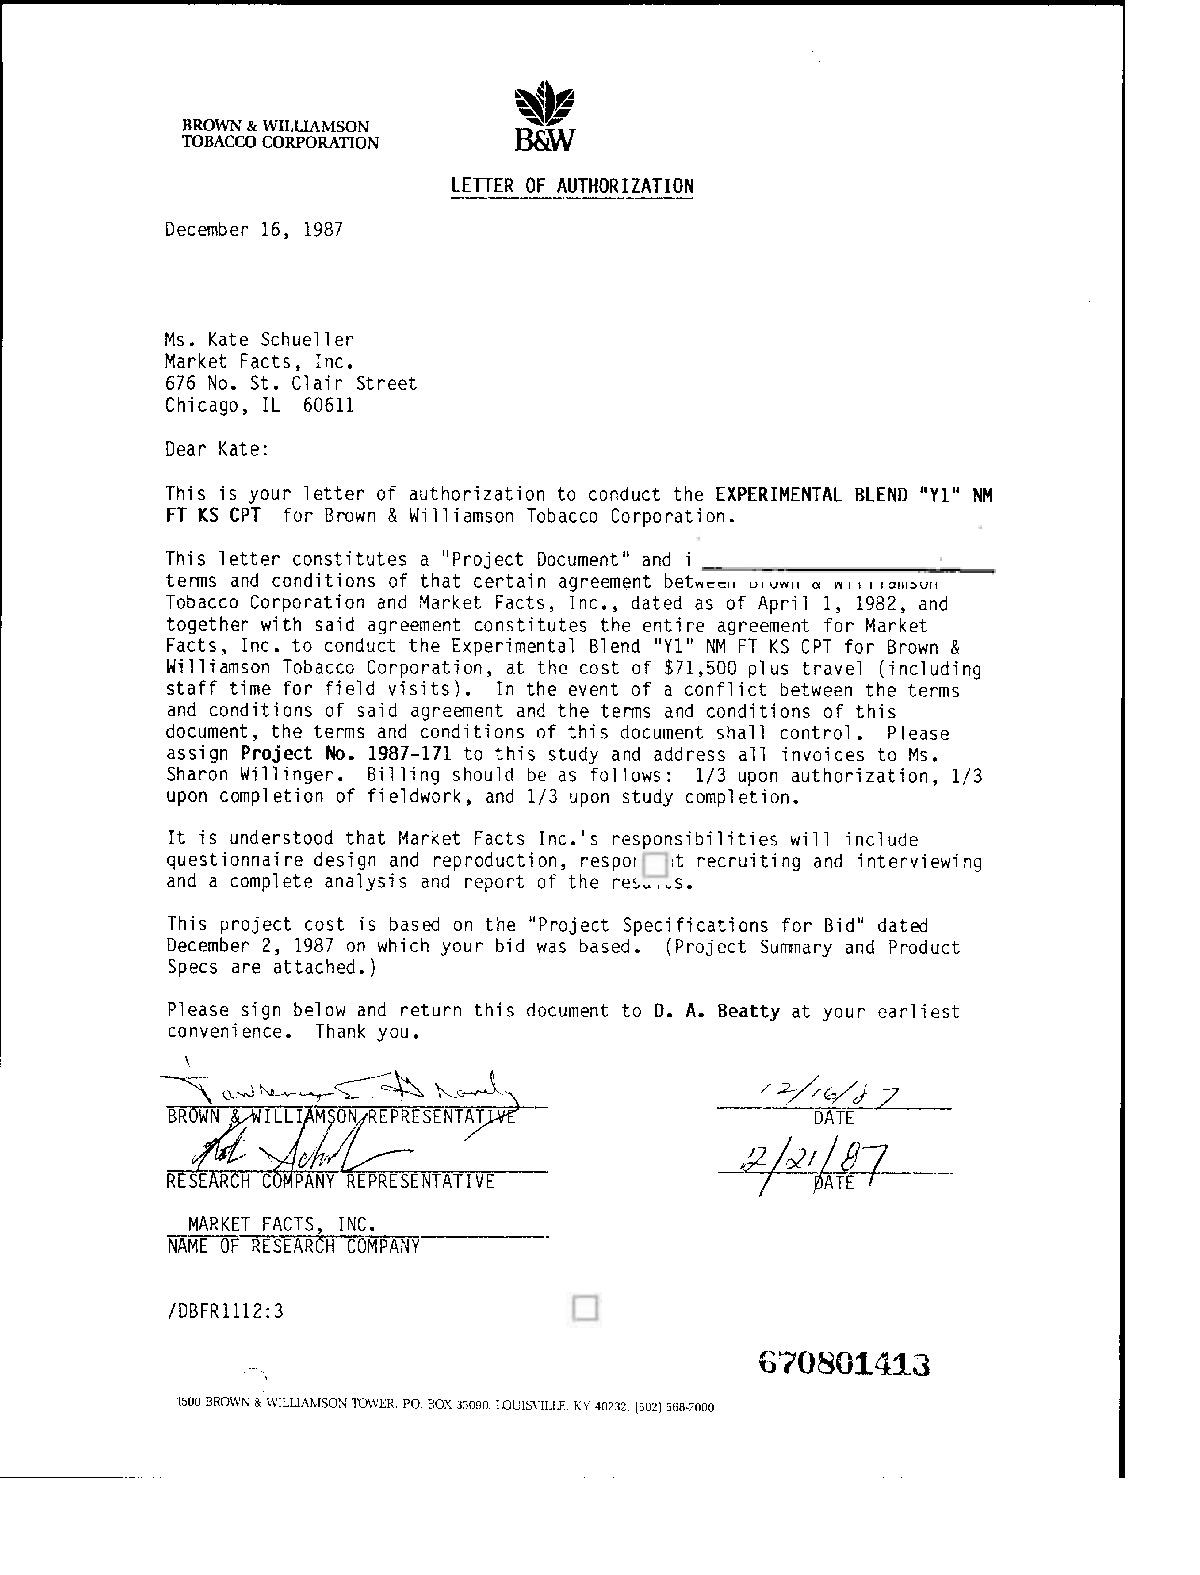 BROWN & WILLIAMSON
TOBACCO CORPORATION
B&W
LETTER OF AUTHORIZATION
December 16, 1987
Ms. Kate Schueller
Market Facts, Inc.
676 No. St. Clair Street
Chicago, IL 60611
Dear Kate:
This is your letter of authorization to conduct the EXPERIMENTAL BLEND "Y1" NM
FT KS CPT for Brown & Williamson Tobacco Corporation.
This letter constitutes a "Project Document" and i
terms and conditions of that certain agreement between Brown & Williamson
Tobacco Corporation and Market Facts, Inc., dated as of April 1, 1982, and
together with said agreement constitutes the entire agreement for Market
Facts, Inc. to conduct the Experimental Blend "Y1" NM FT KS CPT for Brown &
Williamson Tobacco Corporation, at the cost of $71,500 plus travel (including
staff time for field visits). In the event of a conflict between the terms
and conditions of said agreement and the terms and conditions of this
document, the terms and conditions of this document shall control. Please
assign Project No. 1987-171 to this study and address all invoices to Ms.
Sharon Willinger. Billing should be as follows: 1/3 upon authorization, 1/3
upon completion of fieldwork, and 1/3 upon study completion.
It is understood that Market Facts Inc.'s responsibilities will include
questionnaire design and reproduction, recruiting and interviewing
and a complete analysis and report of the results.
This project cost is based on the "Project Specifications for Bid" dated
December 2, 1987 on which your bid was based. (Project Summary and Product
Specs are attached.)
Please sign below and return this document to D. A. Beatty at your earliest
convenience. Thank you.
12/16/87
BROWN & WILLIAMSON REPRESENTATIVE DATE
12/21/87
RESEARCH COMPANY REPRESENTATIVE DATE
MARKET FACTS, INC.
NAME OF RESEARCH COMPANY
/DBFR1112:3
670801413
1500 BROWN & WILLIAMSON TOWER, P.O. BOX 35090, LOUISVILLE, KY 40232, (502) 568-7000